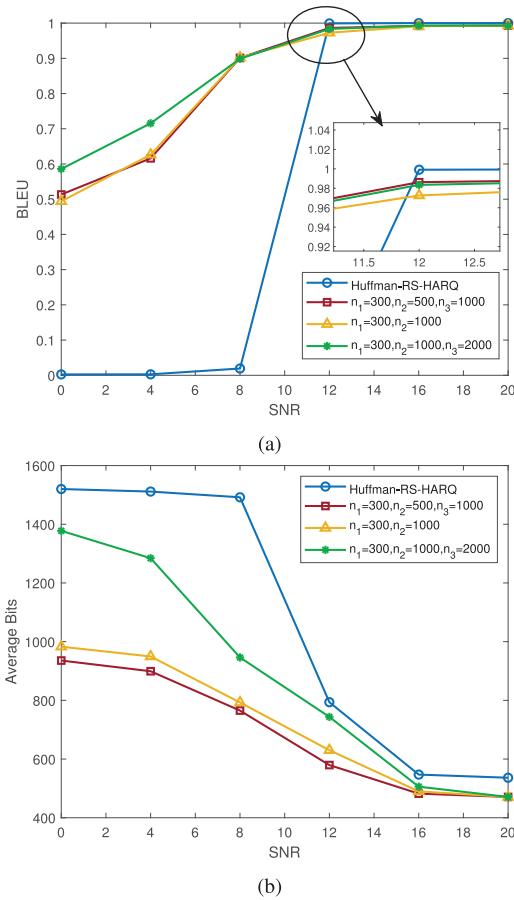 1
0.9
0.8
0.7
0.6
0.5
0.4
0.3
0.2
0.1
0
BLEU
1.04
1.02
1
0.98
0.96
0.94
0.92
11.5 12 12.5
Huffman-RS-HARQ
n₁=300,n₂=500,n₃=1000
n₁=300,n₂=1000
n₁=300,n₂=1000,n₃=2000
0 2 4 6 8 10 12 14 16 18 20
SNR
(a)
1600
1400
1200
1000
800
600
400
Average Bits
Huffman-RS-HARQ
n₁=300,n₂=500,n₃=1000
n₁=300,n₂=1000
n₁=300,n₂=1000,n₃=2000
0 2 4 6 8 10 12 14 16 18 20
SNR
(b)